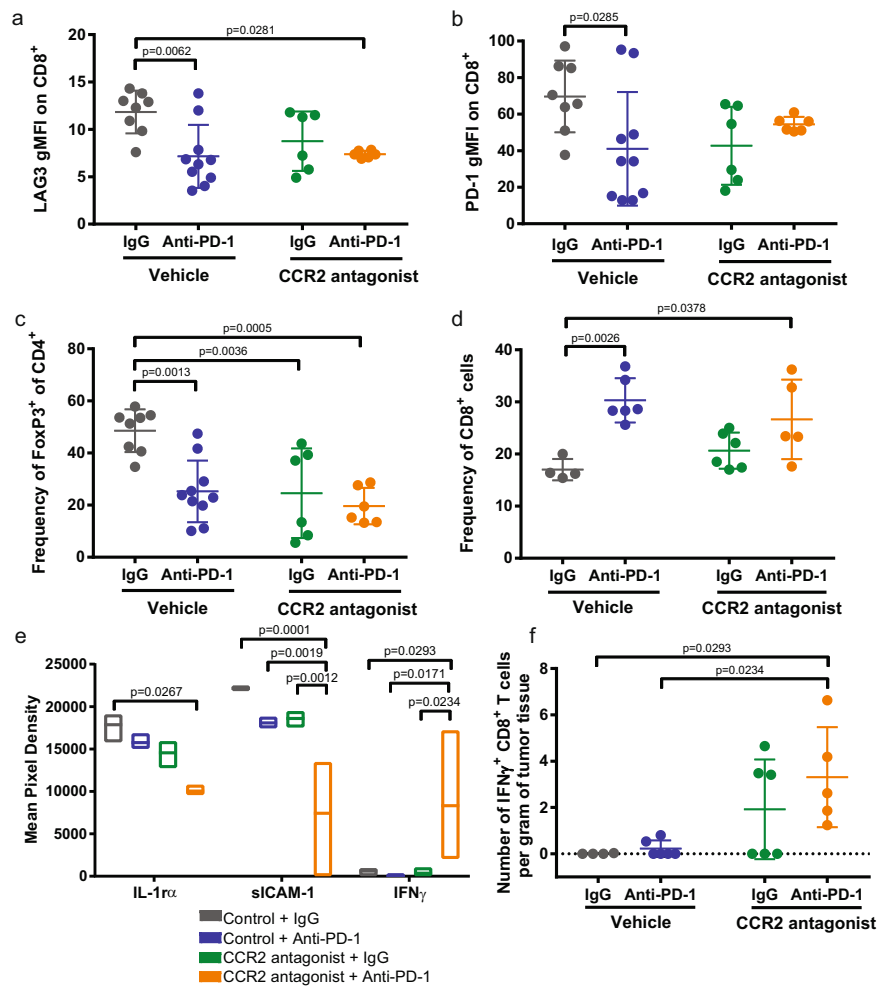 a
LAG3 gMFI on CD8+
p=0.0281
p=0.0062
20
15
10
5
0
IgG Anti-PD-1 IgG Anti-PD-1
Vehicle CCR2 antagonist
b
PD-1 gMFI on CD8+
p=0.0285
100
80
60
40
20
0
IgG Anti-PD-1 IgG Anti-PD-1
Vehicle CCR2 antagonist
c
Frequency of FoxP3+ of CD4+
p=0.0005
p=0.0036
p=0.0013
80
60
40
20
0
IgG Anti-PD-1 IgG Anti-PD-1
Vehicle CCR2 antagonist
d
Frequency of CD8+ cells
p=0.0378
p=0.0026
40
30
20
10
0
IgG Anti-PD-1 IgG Anti-PD-1
Vehicle CCR2 antagonist
e
Mean Pixel Density
p=0.0001
p=0.0293
p=0.0019
p=0.0171
p=0.0012
p=0.0234
p=0.0267
25000
20000
15000
10000
5000
0
IL-1rα sICAM-1 IFNγ
Control + IgG
Control + Anti-PD-1
CCR2 antagonist + IgG
CCR2 antagonist + Anti-PD-1
f
Number of IFNγ+ CD8+ T cells
per gram of tumor tissue
p=0.0293
p=0.0234
8
6
4
2
0
IgG Anti-PD-1 IgG Anti-PD-1
Vehicle CCR2 antagonist